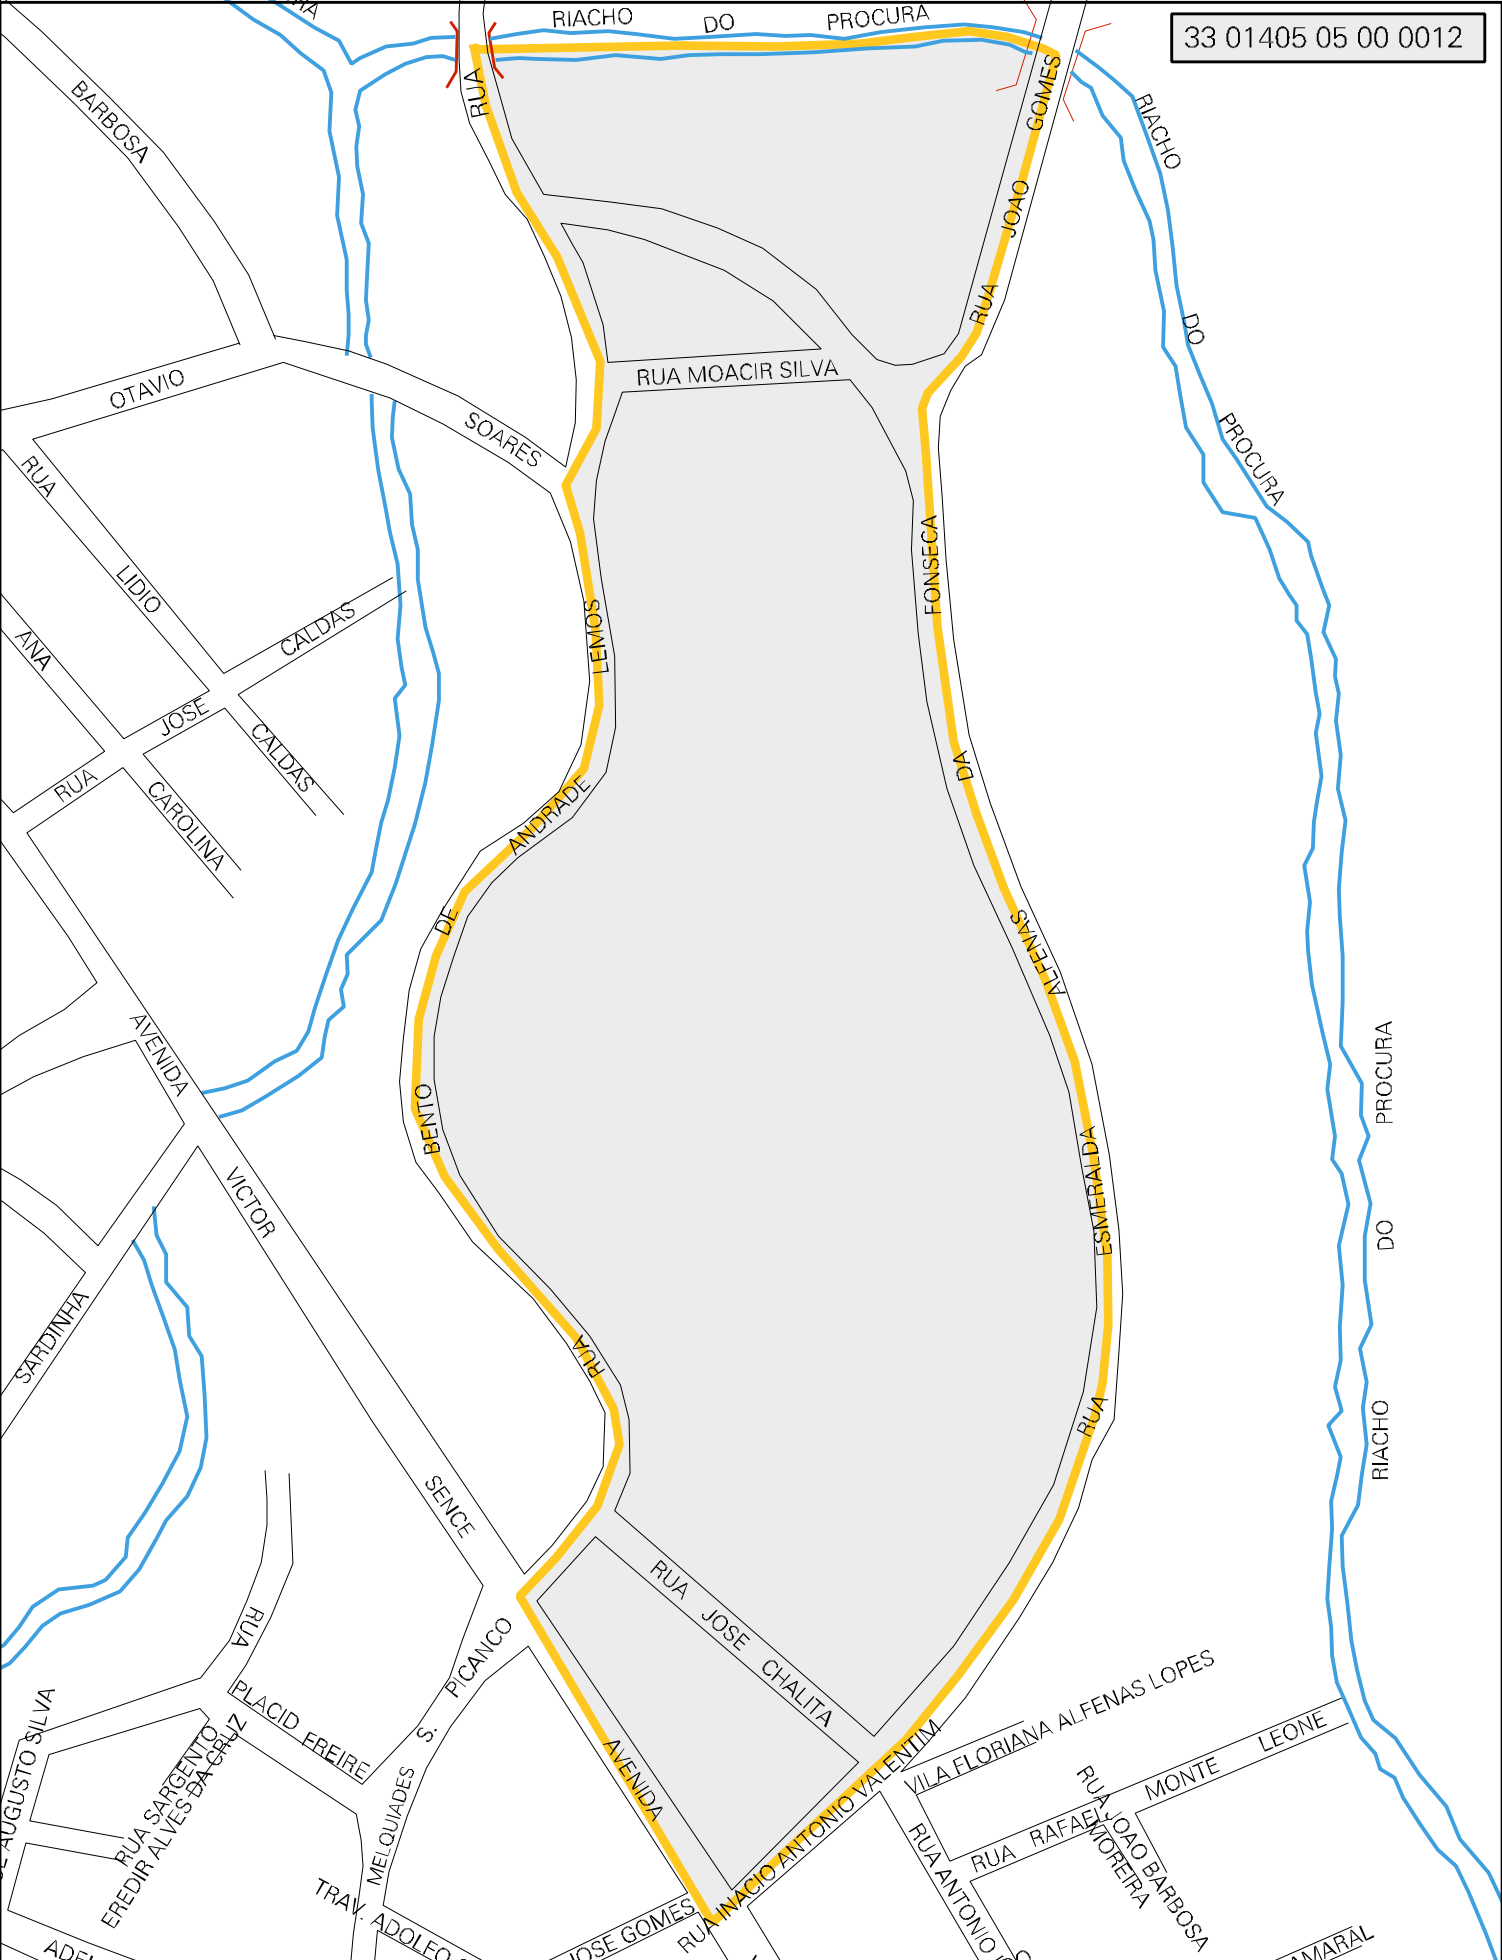 RIACHO DO PROCURA
33 01405 05 00 0012
BARBOSA
RUA
RUA JOAO GOMES
RIACHO DO PROCURA
RUA MOACIR SILVA
OTAVIO SOARES
RUA LIDIO CALDAS
ANA CAROLINA
RUA JOSE CALDAS
RUA BENTO DE ANDRADE LEMOS
RUA ESMERALDA ALFENAS DA FONSECA
RIACHO DO PROCURA
AVENIDA VICTOR SENCE
SARDINHA
RUA
RUA JOSE CHALITA
PLACID FREIRE
MELQUIADES S. PICANCO
AUGUSTO SILVA
RUA SARGENTO
EREDIR ALVES DA CRUZ
AVENIDA
RUA INACIO ANTONIO VALENTIM
VILA FLORIANA ALFENAS LOPES
RUA RAFAEL MONTE LEONE
RUA JOAO BARBOSA
MOREIRA
RUA ANTONIO
TRAV. ADOLFO
JOSE GOMES
AMARAL